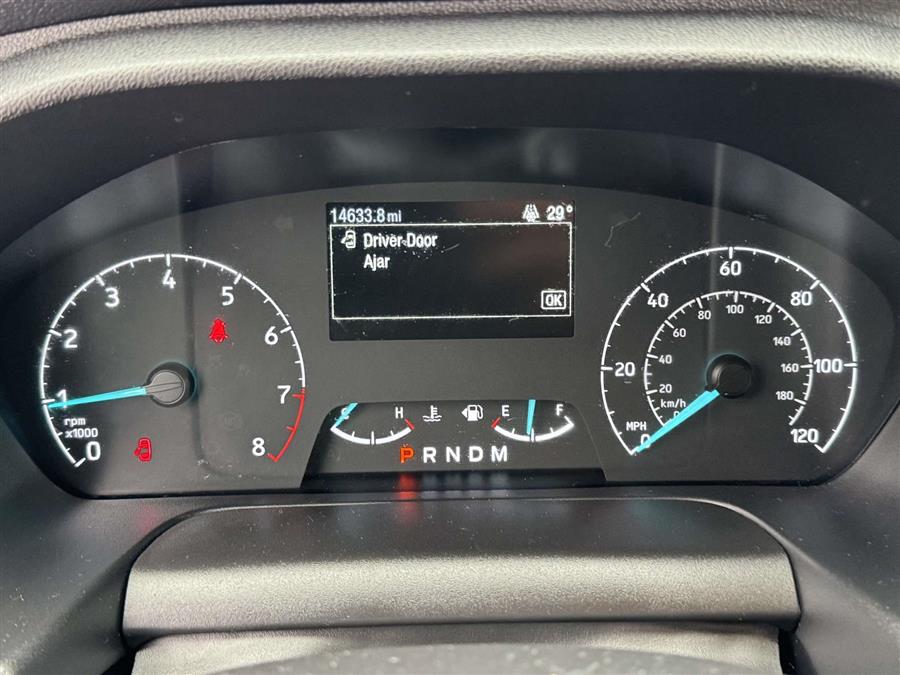 14633.8 mi 29°
Driver Door
Ajar
OK
0 1 2 3 4 5 6 7 8
rpm
x1000
C H E F
P R N D M
0 20 40 60 80 100 120
MPH
0 20 40 60 80 100 120 140 160 180
km/h